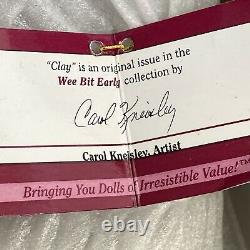 "Clay" is an original issue in the
Wee Bit Early collection by
Carol Kneisley
Carol Kneisley, Artist
Bringing You Dolls of Irresistible Value!™